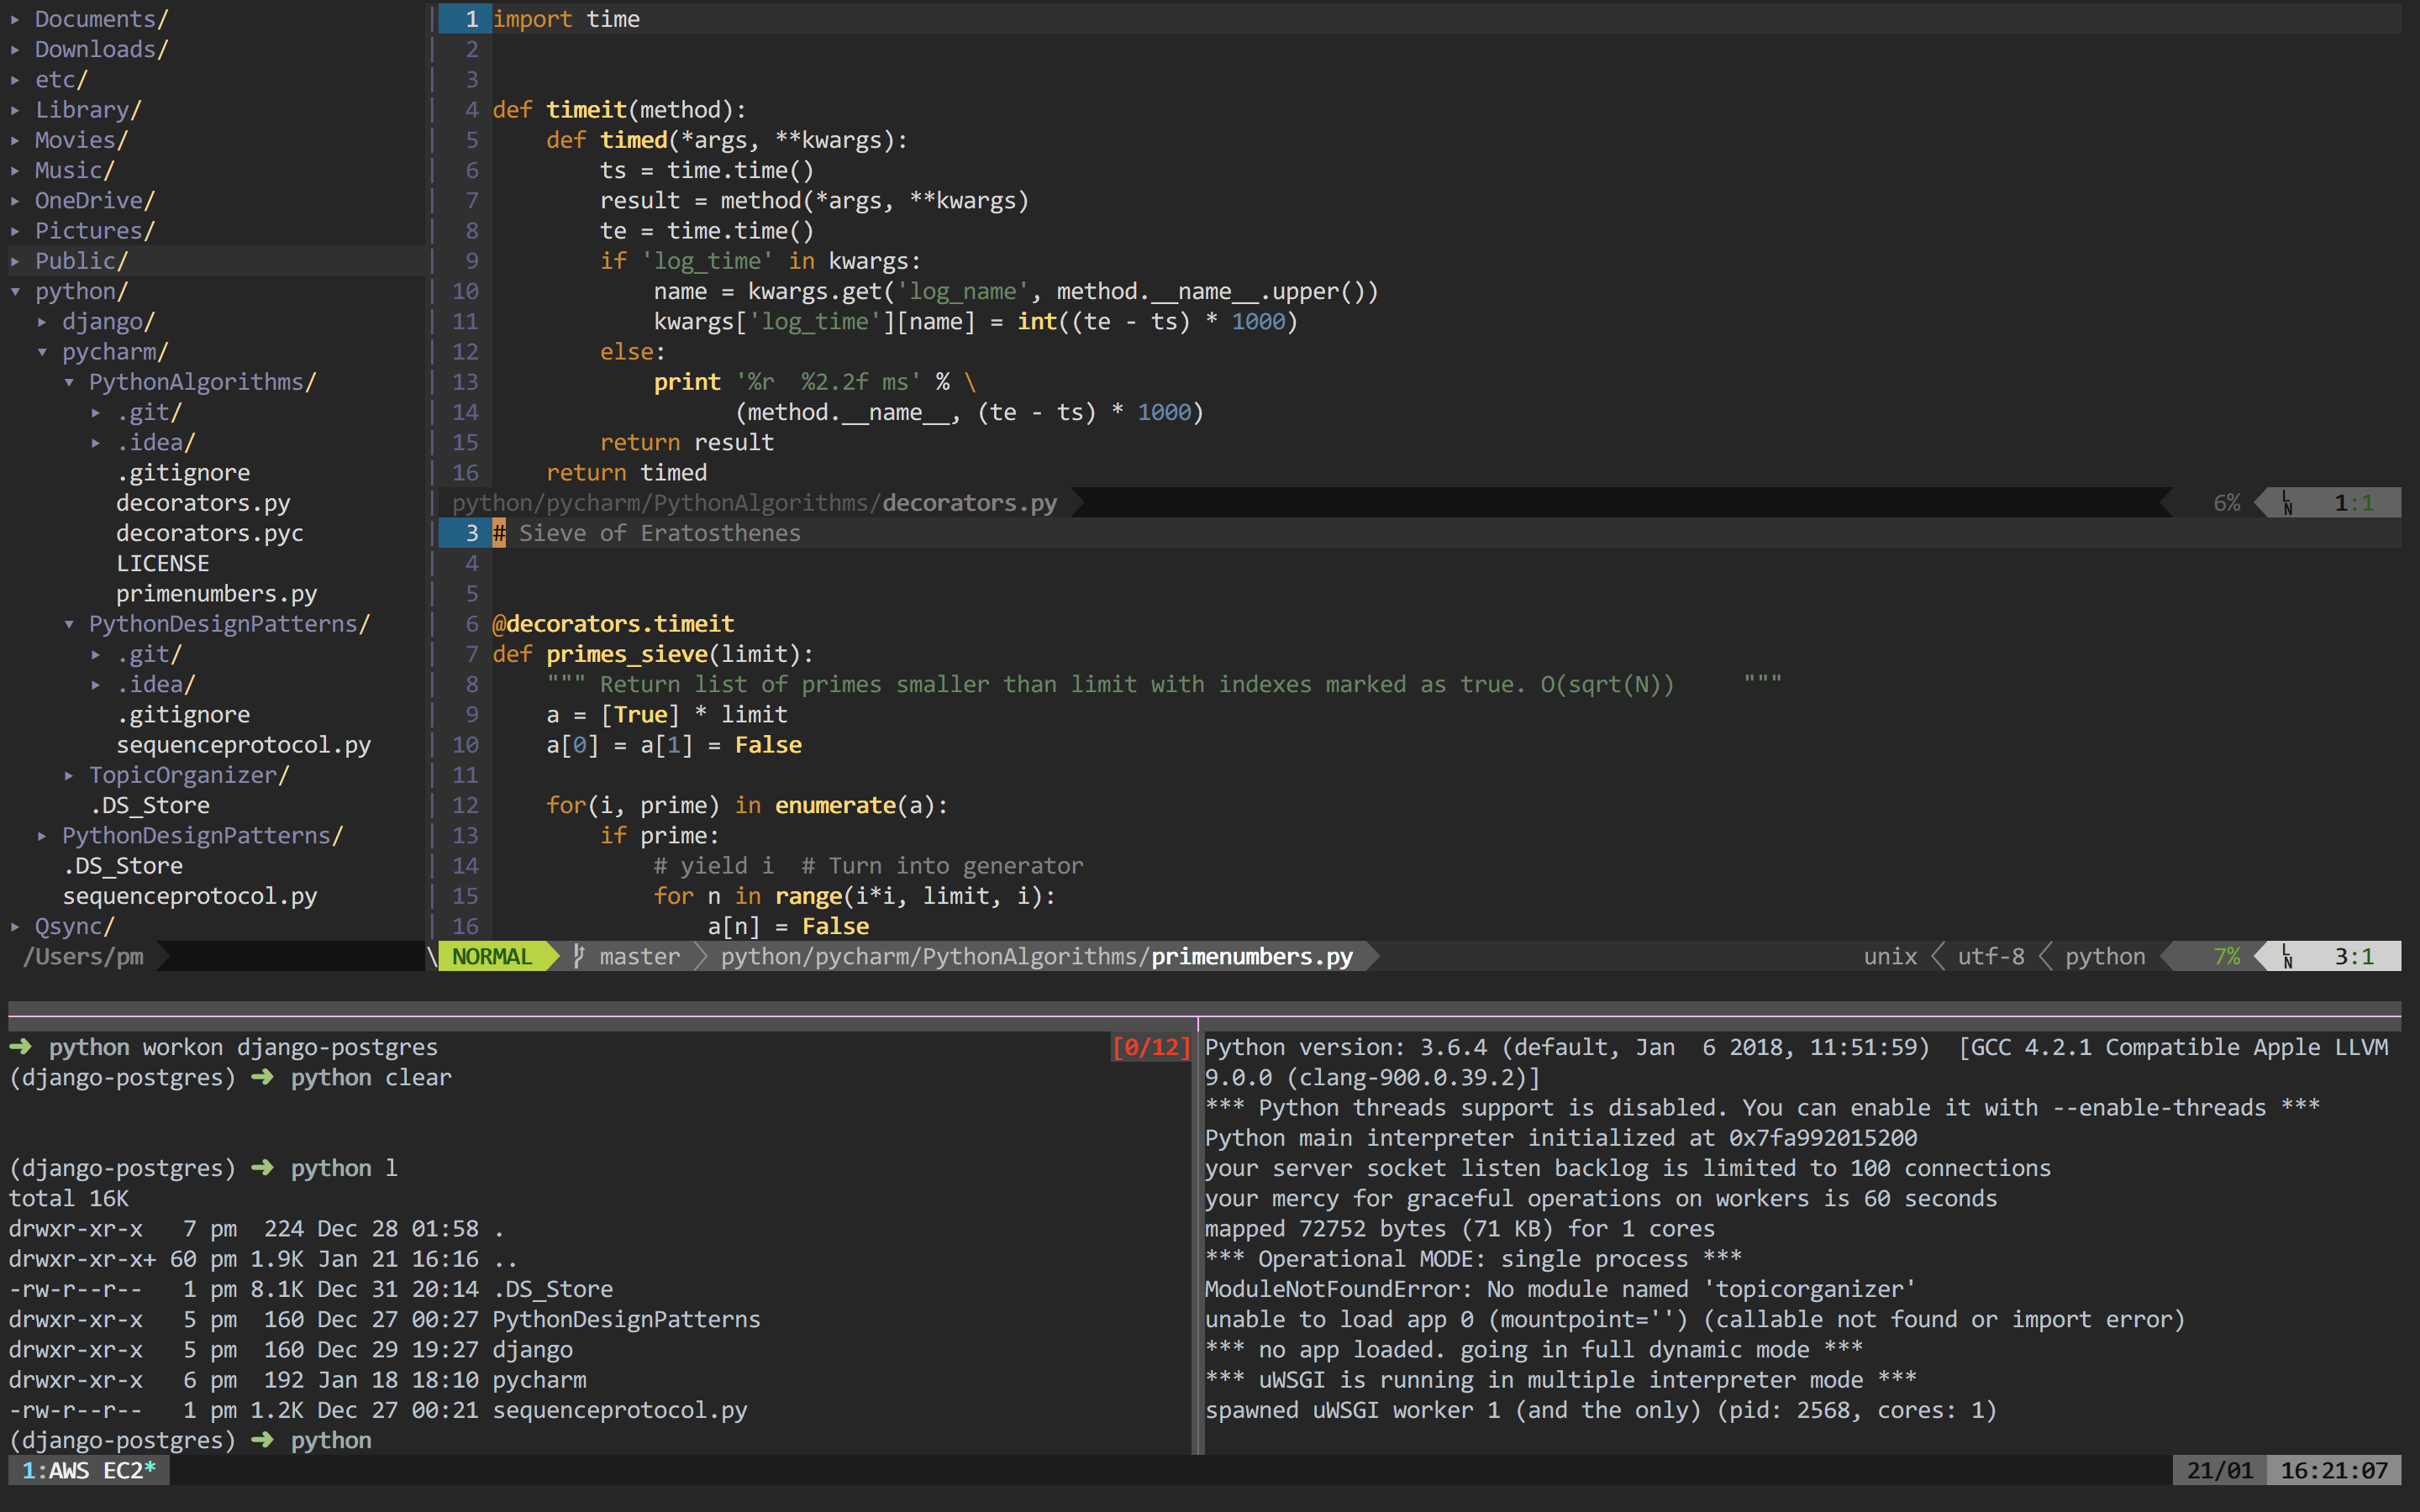 ▸ Documents/
▸ Downloads/
▸ etc/
▸ Library/
▸ Movies/
▸ Music/
▸ OneDrive/
▸ Pictures/
▸ Public/
▾ python/
  ▸ django/
  ▾ pycharm/
    ▾ PythonAlgorithms/
      ▸ .git/
      ▸ .idea/
        .gitignore
        decorators.py
        decorators.pyc
        LICENSE
        primenumbers.py
    ▾ PythonDesignPatterns/
      ▸ .git/
      ▸ .idea/
        .gitignore
        sequenceprotocol.py
    ▸ TopicOrganizer/
      .DS_Store
  ▸ PythonDesignPatterns/
    .DS_Store
    sequenceprotocol.py
▸ Qsync/
/Users/pm
1 import time
2
3
4 def timeit(method):
5     def timed(*args, **kwargs):
6         ts = time.time()
7         result = method(*args, **kwargs)
8         te = time.time()
9         if 'log_time' in kwargs:
10             name = kwargs.get('log_name', method.__name__.upper())
11             kwargs['log_time'][name] = int((te - ts) * 1000)
12         else:
13             print '%r  %2.2f ms' % \
14                   (method.__name__, (te - ts) * 1000)
15         return result
16     return timed
python/pycharm/PythonAlgorithms/decorators.py 6% LN 1:1
3 # Sieve of Eratosthenes
4
5
6 @decorators.timeit
7 def primes_sieve(limit):
8     """ Return list of primes smaller than limit with indexes marked as true. O(sqrt(N))     """
9     a = [True] * limit
10     a[0] = a[1] = False
11
12     for(i, prime) in enumerate(a):
13         if prime:
14             # yield i  # Turn into generator
15             for n in range(i*i, limit, i):
16                 a[n] = False
\ NORMAL master python/pycharm/PythonAlgorithms/primenumbers.py unix utf-8 python 7% LN 3:1
➜  python workon django-postgres [0/12]
(django-postgres) ➜  python clear
(django-postgres) ➜  python l
total 16K
drwxr-xr-x   7 pm  224 Dec 28 01:58 .
drwxr-xr-x+ 60 pm 1.9K Jan 21 16:16 ..
-rw-r--r--   1 pm 8.1K Dec 31 20:14 .DS_Store
drwxr-xr-x   5 pm  160 Dec 27 00:27 PythonDesignPatterns
drwxr-xr-x   5 pm  160 Dec 29 19:27 django
drwxr-xr-x   6 pm  192 Jan 18 18:10 pycharm
-rw-r--r--   1 pm 1.2K Dec 27 00:21 sequenceprotocol.py
(django-postgres) ➜  python
Python version: 3.6.4 (default, Jan  6 2018, 11:51:59)  [GCC 4.2.1 Compatible Apple LLVM
9.0.0 (clang-900.0.39.2)]
*** Python threads support is disabled. You can enable it with --enable-threads ***
Python main interpreter initialized at 0x7fa992015200
your server socket listen backlog is limited to 100 connections
your mercy for graceful operations on workers is 60 seconds
mapped 72752 bytes (71 KB) for 1 cores
*** Operational MODE: single process ***
ModuleNotFoundError: No module named 'topicorganizer'
unable to load app 0 (mountpoint='') (callable not found or import error)
*** no app loaded. going in full dynamic mode ***
*** uWSGI is running in multiple interpreter mode ***
spawned uWSGI worker 1 (and the only) (pid: 2568, cores: 1)
1:AWS EC2* 21/01 16:21:07